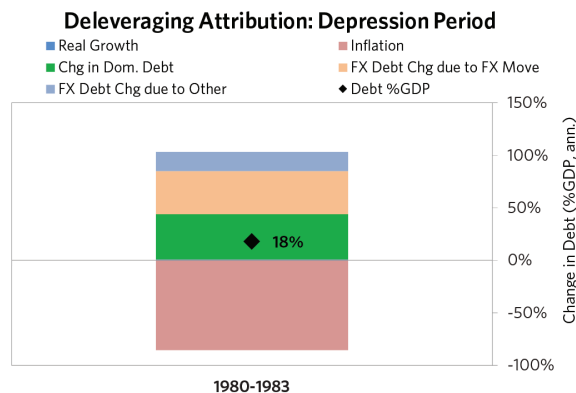 Deleveraging Attribution: Depression Period
Real Growth
Inflation
Chg in Dom. Debt
FX Debt Chg due to FX Move
FX Debt Chg due to Other
Debt %GDP
150%
100%
50%
0%
-50%
-100%
Change in Debt (%GDP, ann.)
18%
1980-1983